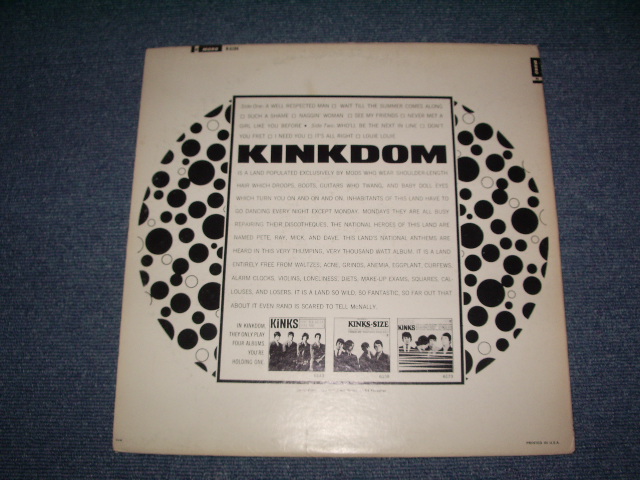 MONO
MONO
Side One: A WELL RESPECTED MAN □ WAIT TILL THE SUMMER COMES ALONG
□ SUCH A SHAME □ NAGGIN' WOMAN □ SEE MY FRIENDS □ NEVER MET A
GIRL LIKE YOU BEFORE • Side Two: WHO'LL BE THE NEXT IN LINE □ DON'T
YOU FRET □ I NEED YOU □ IT'S ALL RIGHT □ LOUIE LOUIE
KINKDOM
IS A LAND POPULATED EXCLUSIVELY BY MODS WHO WEAR SHOULDER-LENGTH
HAIR WHICH DROOPS, BOOTS, GUITARS WHO TWANG, AND BABY DOLL EYES
WHICH TURN YOU ON AND ON AND ON. INHABITANTS OF THIS LAND HAVE TO
GO DANCING EVERY NIGHT EXCEPT MONDAY. MONDAYS THEY ARE ALL BUSY
REPAIRING THEIR DISCOTHEQUES. THE NATIONAL HEROES OF THIS LAND ARE
NAMED PETE, RAY, MICK, AND DAVE. THIS LAND'S NATIONAL ANTHEMS ARE
HEARD IN THIS VERY THUMPING, VERY THOUSAND WATT ALBUM. IT IS A LAND
ENTIRELY FREE FROM WALTZES, ACNE, GRINDS, ANEMIA, EGGPLANT, CURFEWS,
ALARM CLOCKS, VIOLINS, LONELINESS, DIETS, MAKE-UP EXAMS, SQUARES, CAL-
LOUSES, AND LOSERS. IT IS A LAND SO WILD, SO FANTASTIC, SO FAR OUT THAT
ABOUT IT EVEN RAND IS SCARED TO TELL McNALLY.
IN KINKDOM
THEY ONLY PLAY
YOUR ALBUMS.
YOU'RE
HOLDING ONE.
KINKS
KINKS-SIZE
KINKS
PRINTED IN U.S.A.